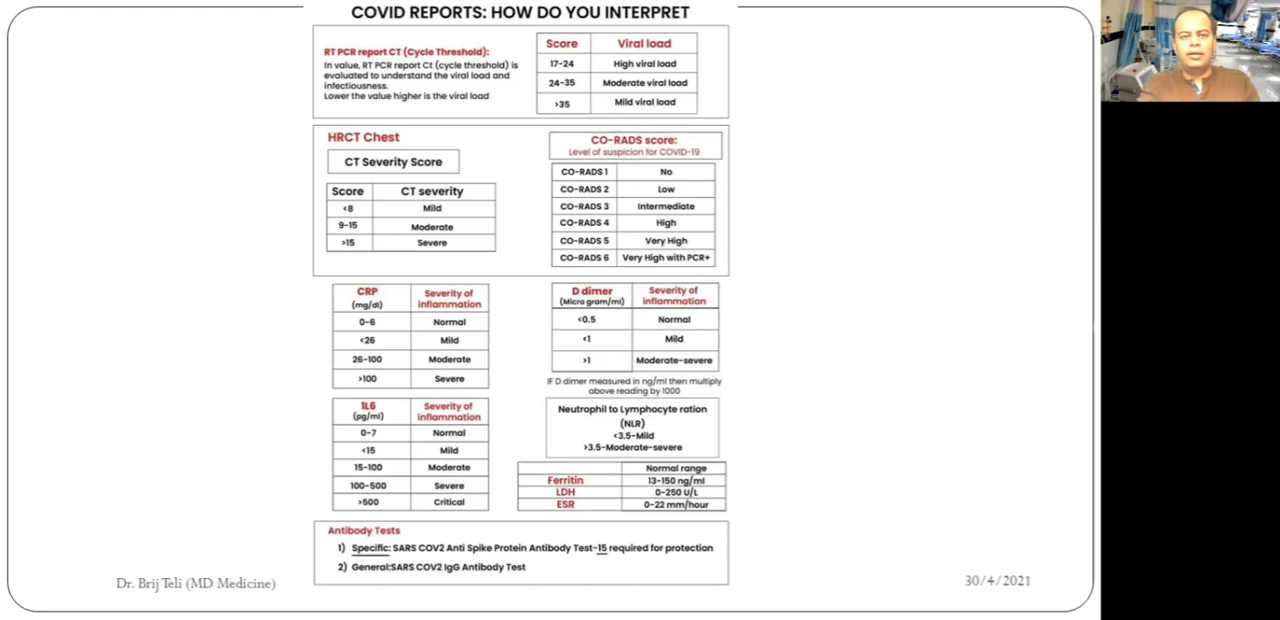 COVID REPORTS: HOW DO YOU INTERPRET
RT PCR report CT (Cycle Threshold):
In value, RT PCR report Ct (cycle threshold) is
evaluated to understand the viral load and
infectiousness.
Lower the value higher is the viral load
Score Viral load
17-24 High viral load
24-35 Moderate viral load
>35 Mild viral load
HRCT Chest
CT Severity Score
Score CT severity
<8 Mild
9-15 Moderate
>15 Severe
CO-RADS score:
Level of suspicion for COVID-19
CO-RADS 1 No
CO-RADS 2 Low
CO-RADS 3 Intermediate
CO-RADS 4 High
CO-RADS 5 Very High
CO-RADS 6 Very High with PCR+
CRP
(mg/dl)
Severity of
inflammation
0-6 Normal
<26 Mild
26-100 Moderate
>100 Severe
D dimer
(Micro gram/ml)
Severity of
inflammation
<0.5 Normal
<1 Mild
>1 Moderate-severe
IF D dimer measured in ng/ml then multiply
above reading by 1000
1L6
(pg/ml)
Severity of
inflammation
0-7 Normal
<15 Mild
15-100 Moderate
100-500 Severe
>500 Critical
Neutrophil to Lymphocyte ration
(NLR)
<3.5-Mild
>3.5-Moderate-severe
Normal range
Ferritin 13-150 ng/ml
LDH 0-250 U/L
ESR 0-22 mm/hour
Antibody Tests
1) Specific: SARS COV2 Anti Spike Protein Antibody Test-15 required for protection
2) General:SARS COV2 IgG Antibody Test
Dr. Brij Teli (MD Medicine)
30/4/2021